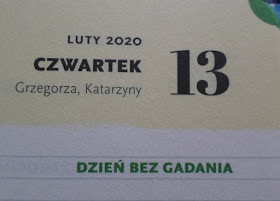 LUTY 2020
CZWARTEK
13
Grzegorza, Katarzyny
DZIEŃ BEZ GADANIA